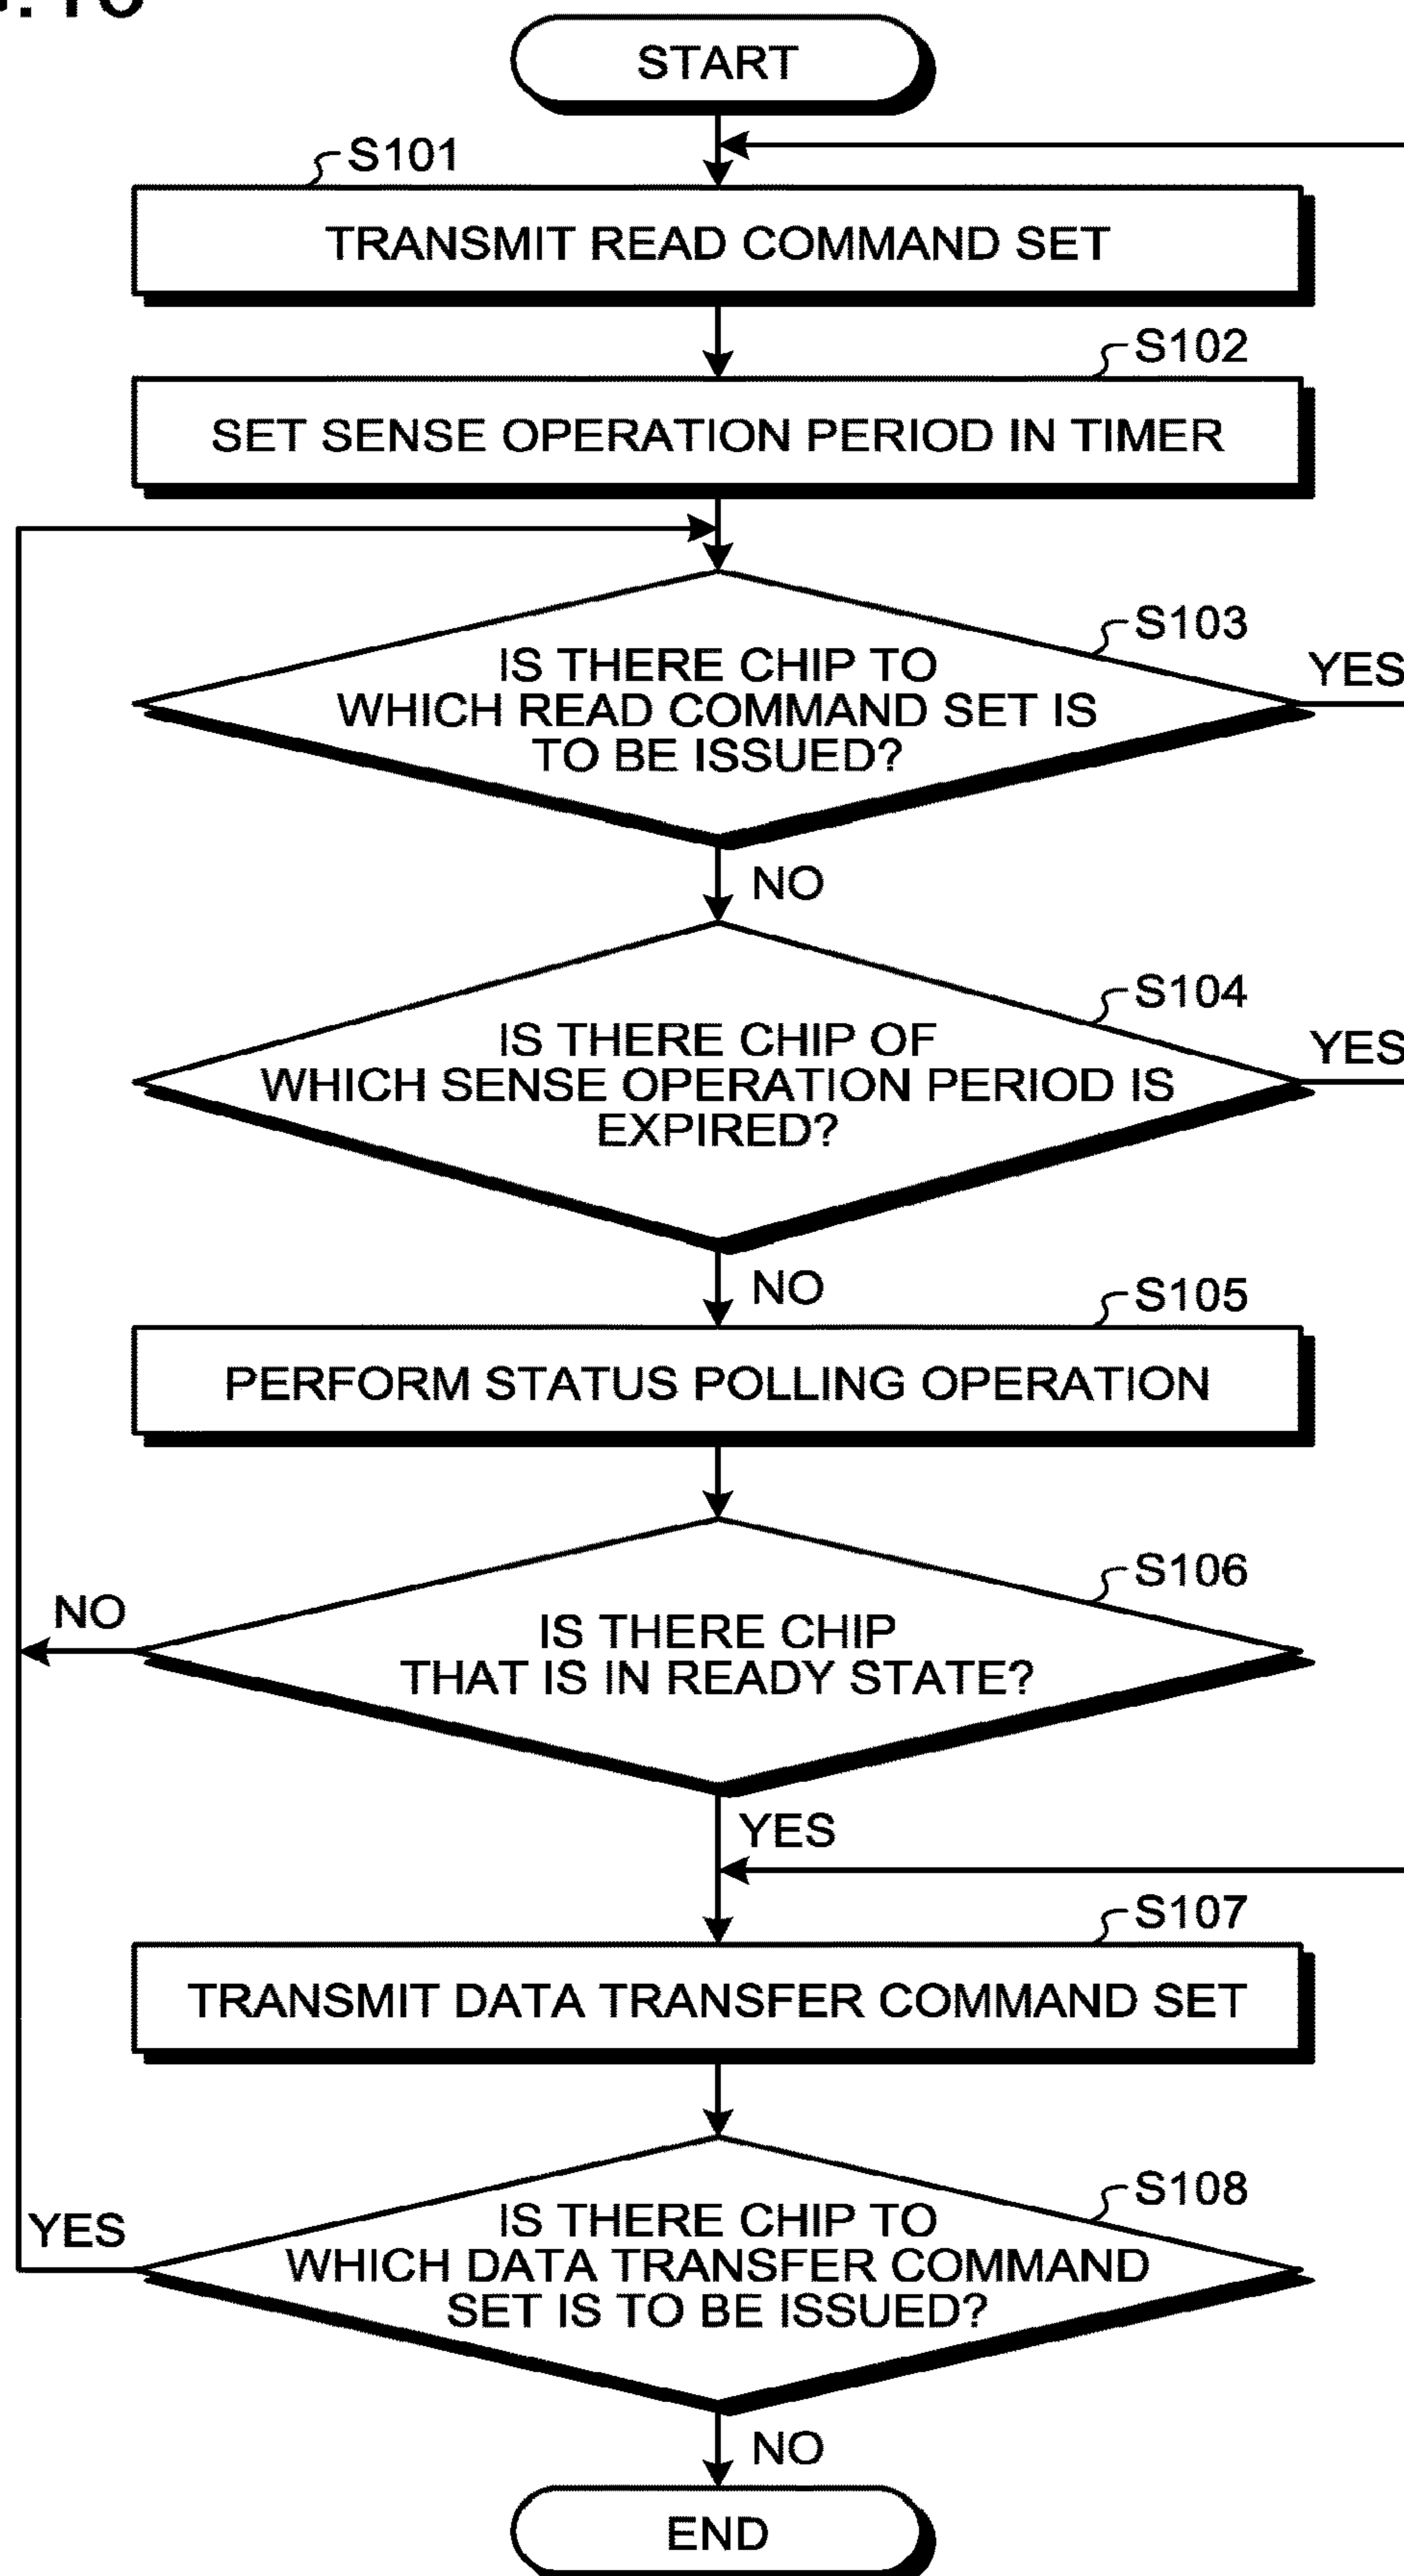 START
S101
TRANSMIT READ COMMAND SET
S102
SET SENSE OPERATION PERIOD IN TIMER
S103
IS THERE CHIP TO
WHICH READ COMMAND SET IS
TO BE ISSUED?
YES
NO
S104
IS THERE CHIP OF
WHICH SENSE OPERATION PERIOD IS
EXPIRED?
YES
NO
S105
PERFORM STATUS POLLING OPERATION
S106
NO
IS THERE CHIP
THAT IS IN READY STATE?
YES
S107
TRANSMIT DATA TRANSFER COMMAND SET
S108
YES
IS THERE CHIP TO
WHICH DATA TRANSFER COMMAND
SET IS TO BE ISSUED?
NO
END